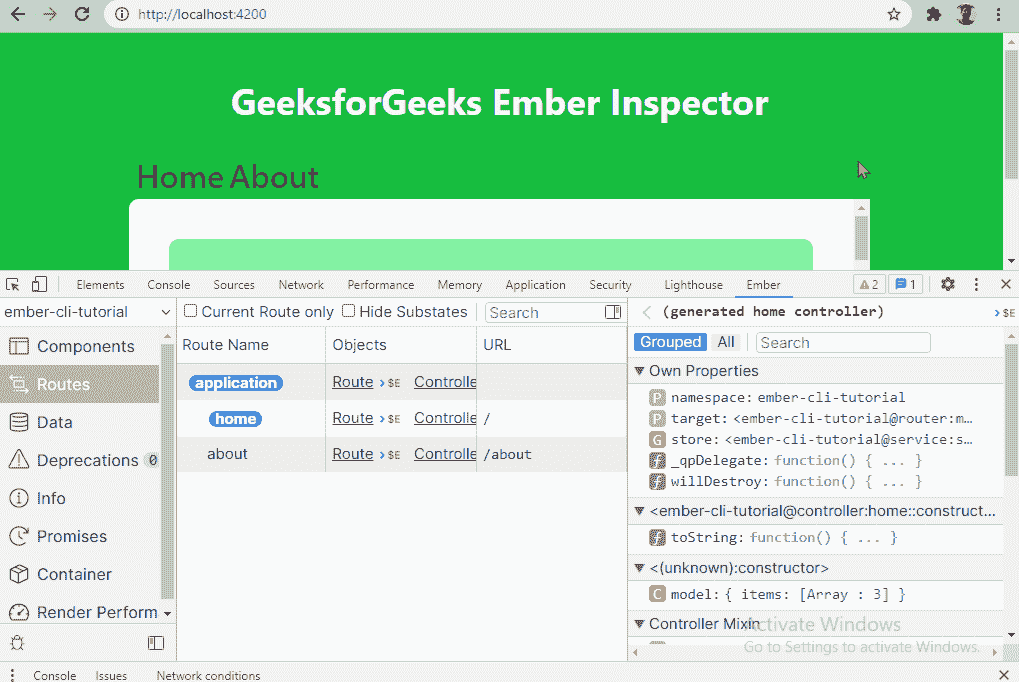 http://localhost:4200
GeeksforGeeks Ember Inspector
Home About
Elements Console Sources Network Performance Memory Application Security Lighthouse Ember 2 1
ember-cli-tutorial
Components
Routes
Data
Deprecations 0
Info
Promises
Container
Render Perform
Current Route only Hide Substates Search
Route Name Objects URL
application Route >$E Controlle
home Route >$E Controlle /
about Route >$E Controlle /about
(generated home controller) >$E
Grouped All Search
Own Properties
P namespace: ember-cli-tutorial
P target: <ember-cli-tutorial@router:m…
G store: <ember-cli-tutorial@service:s…
f _qpDelegate: function() { ... }
f willDestroy: function() { ... }
<ember-cli-tutorial@controller:home::construct...
f toString: function() { ... }
<(unknown):constructor>
C model: { items: [Array : 3] }
Controller Mixin
Activate Windows
Go to Settings to activate Windows.
Console Issues Network conditions